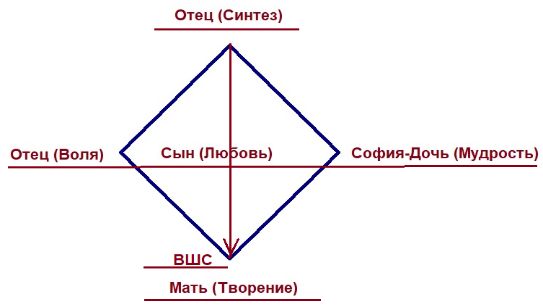 Отец (Синтез)
Отец (Воля) Сын (Любовь) София-Дочь (Мудрость)
ВШС
Мать (Творение)